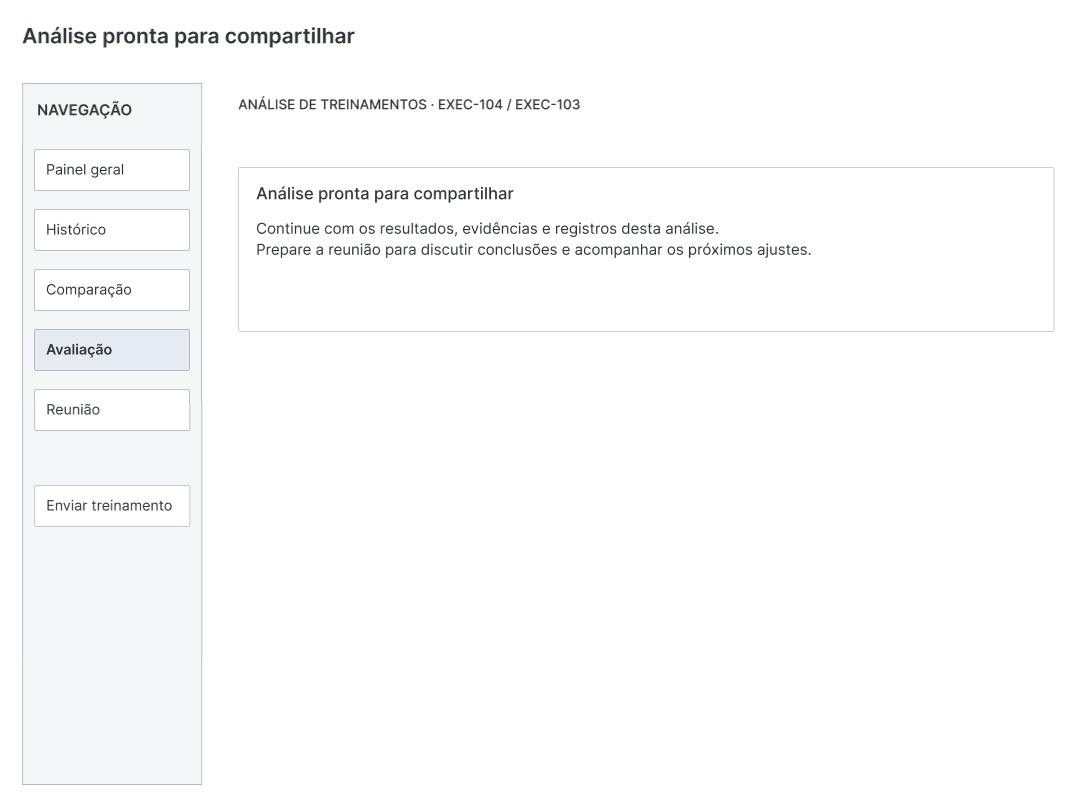 Análise pronta para compartilhar
NAVEGAÇÃO
Painel geral
Histórico
Comparação
Avaliação
Reunião
Enviar treinamento
ANÁLISE DE TREINAMENTOS · EXEC-104 / EXEC-103
Análise pronta para compartilhar
Continue com os resultados, evidências e registros desta análise.
Prepare a reunião para discutir conclusões e acompanhar os próximos ajustes.